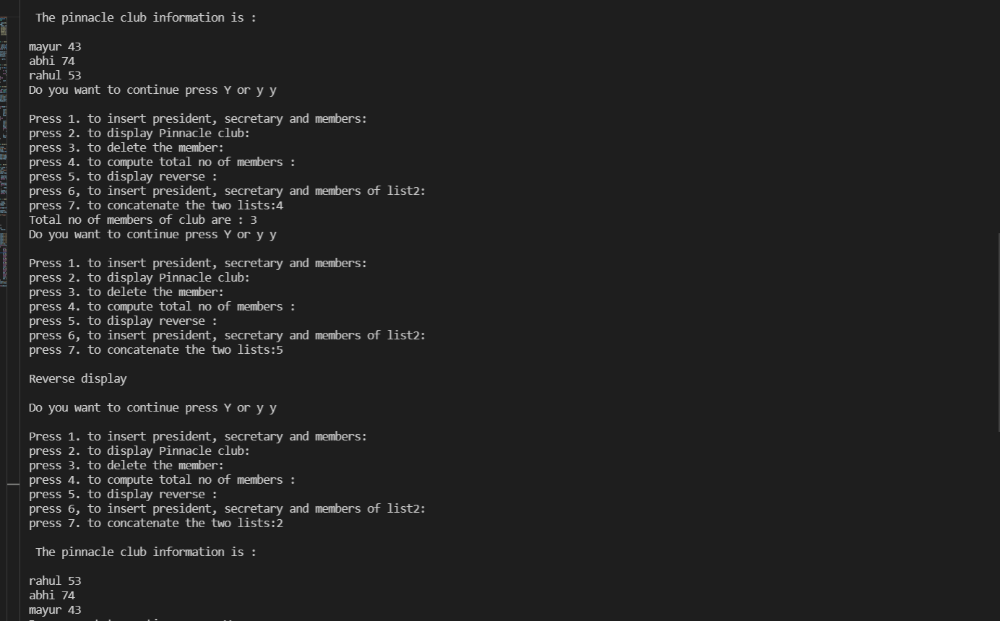 The pinnacle club information is :
mayur 43
abhi 74
rahul 53
Do you want to continue press Y or y y
Press 1. to insert president, secretary and members:
press 2. to display Pinnacle club:
press 3. to delete the member:
press 4. to compute total no of members :
press 5. to display reverse :
press 6, to insert president, secretary and members of list2:
press 7. to concatenate the two lists:4
Total no of members of club are : 3
Do you want to continue press Y or y y
Press 1. to insert president, secretary and members:
press 2. to display Pinnacle club:
press 3. to delete the member:
press 4. to compute total no of members :
press 5. to display reverse :
press 6, to insert president, secretary and members of list2:
press 7. to concatenate the two lists:5
Reverse display
Do you want to continue press Y or y y
Press 1. to insert president, secretary and members:
press 2. to display Pinnacle club:
press 3. to delete the member:
press 4. to compute total no of members :
press 5. to display reverse :
press 6, to insert president, secretary and members of list2:
press 7. to concatenate the two lists:2
The pinnacle club information is :
rahul 53
abhi 74
mayur 43